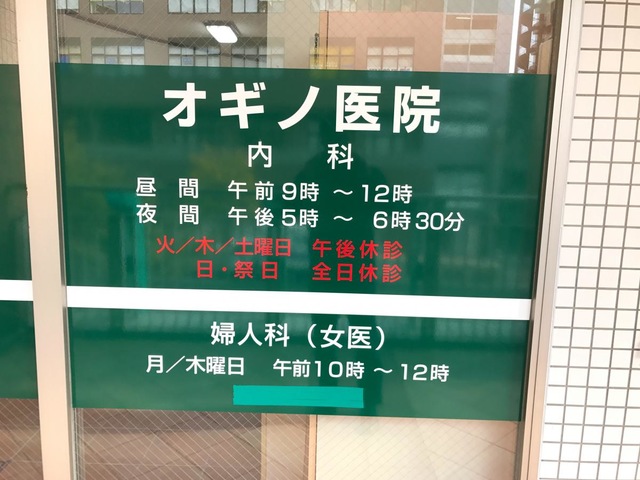 オギノ医院
内 科
昼 間 午前9時 〜12時
夜 間 午後5時 〜 6時30分
火／木／土曜日 午後休診
日・祭日 全日休診
婦人科（女医）
月／木曜日 午前10時 〜12時